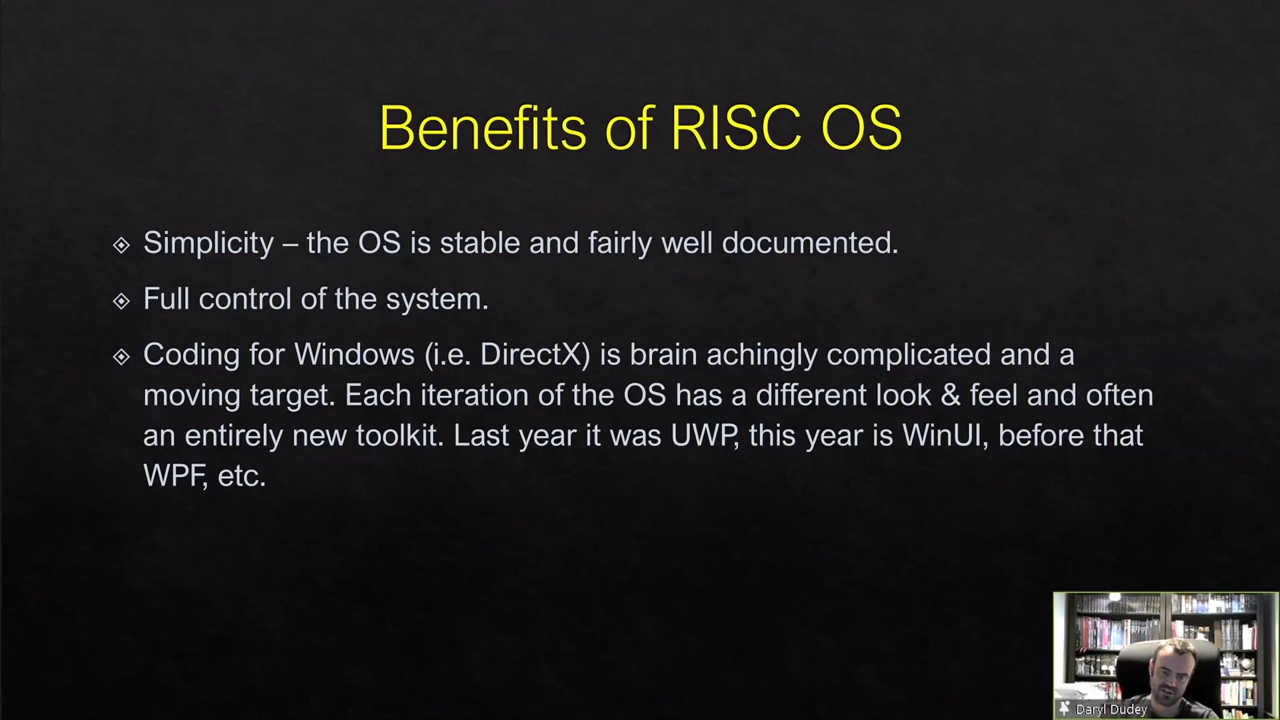 Benefits of RISC OS
Simplicity – the OS is stable and fairly well documented.
Full control of the system.
Coding for Windows (i.e. DirectX) is brain achingly complicated and a
moving target. Each iteration of the OS has a different look & feel and often
an entirely new toolkit. Last year it was UWP, this year is WinUI, before that
WPF, etc.
Daryl Dudey